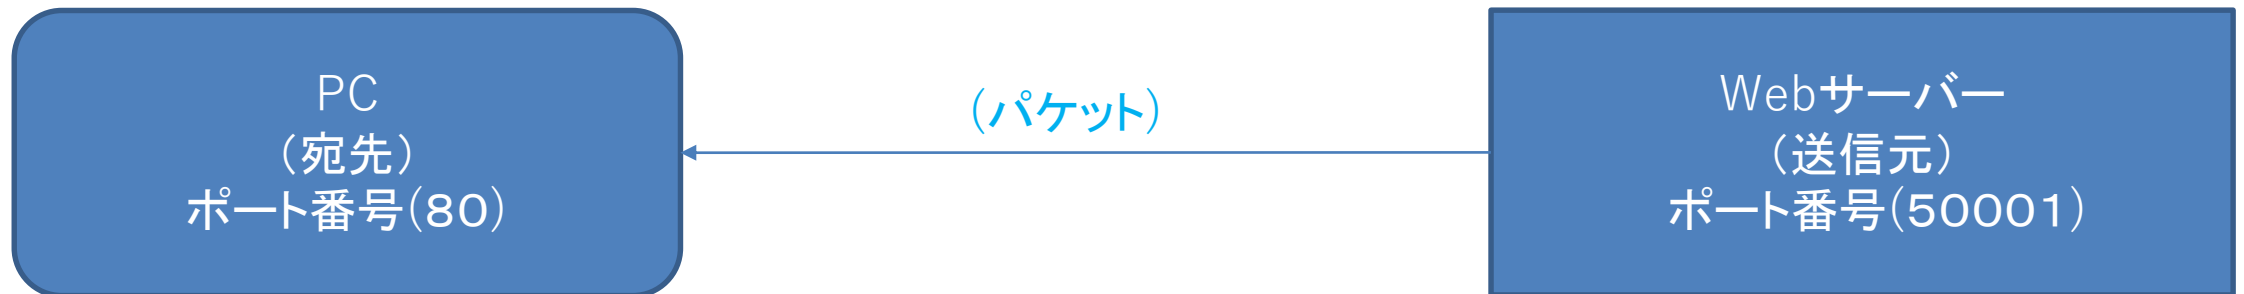 PC
（宛先）
ポート番号(８０)
(パケット)
Webサーバー
（送信元）
ポート番号(５０００１)